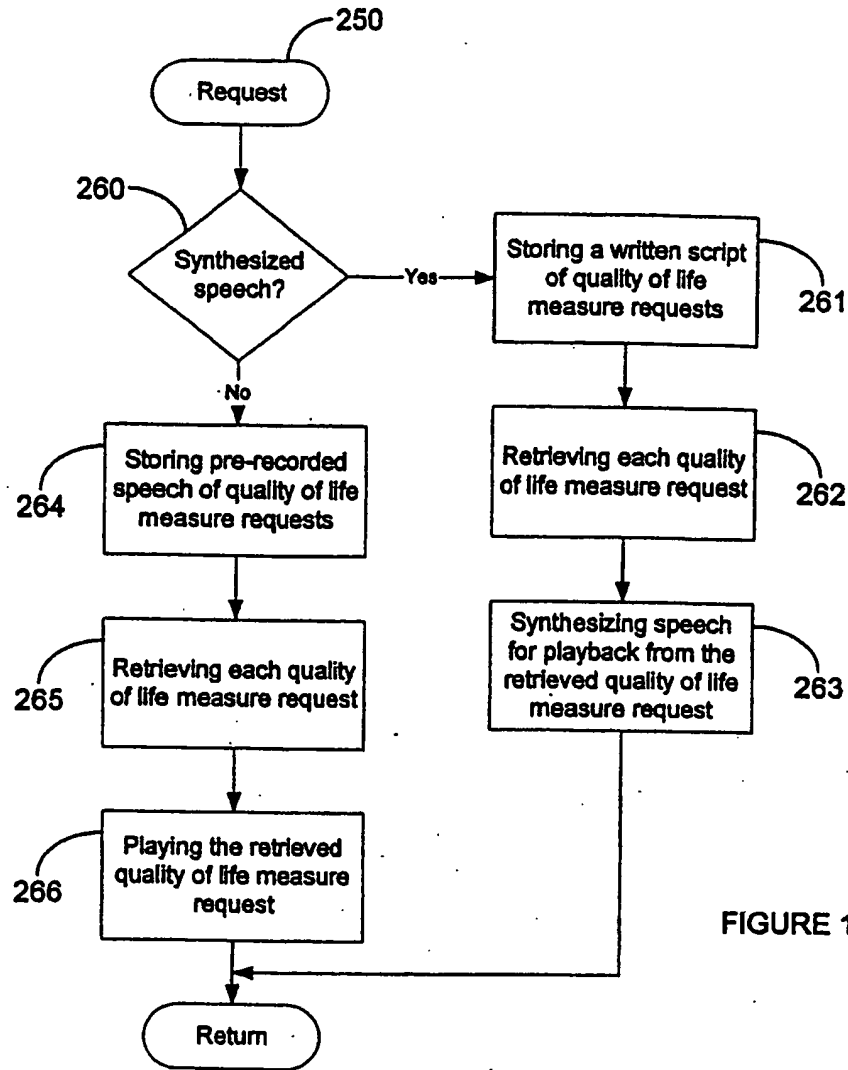 250
Request
260
Synthesized
speech?
Yes
Storing a written script
of quality of life
measure requests
261
No
Storing pre-recorded
speech of quality of life
measure requests
264
Retrieving each quality
of life measure request
262
Retrieving each quality
of life measure request
265
Synthesizing speech
for playback from the
retrieved quality of life
measure request
263
Playing the retrieved
quality of life measure
request
266
FIGURE
Return